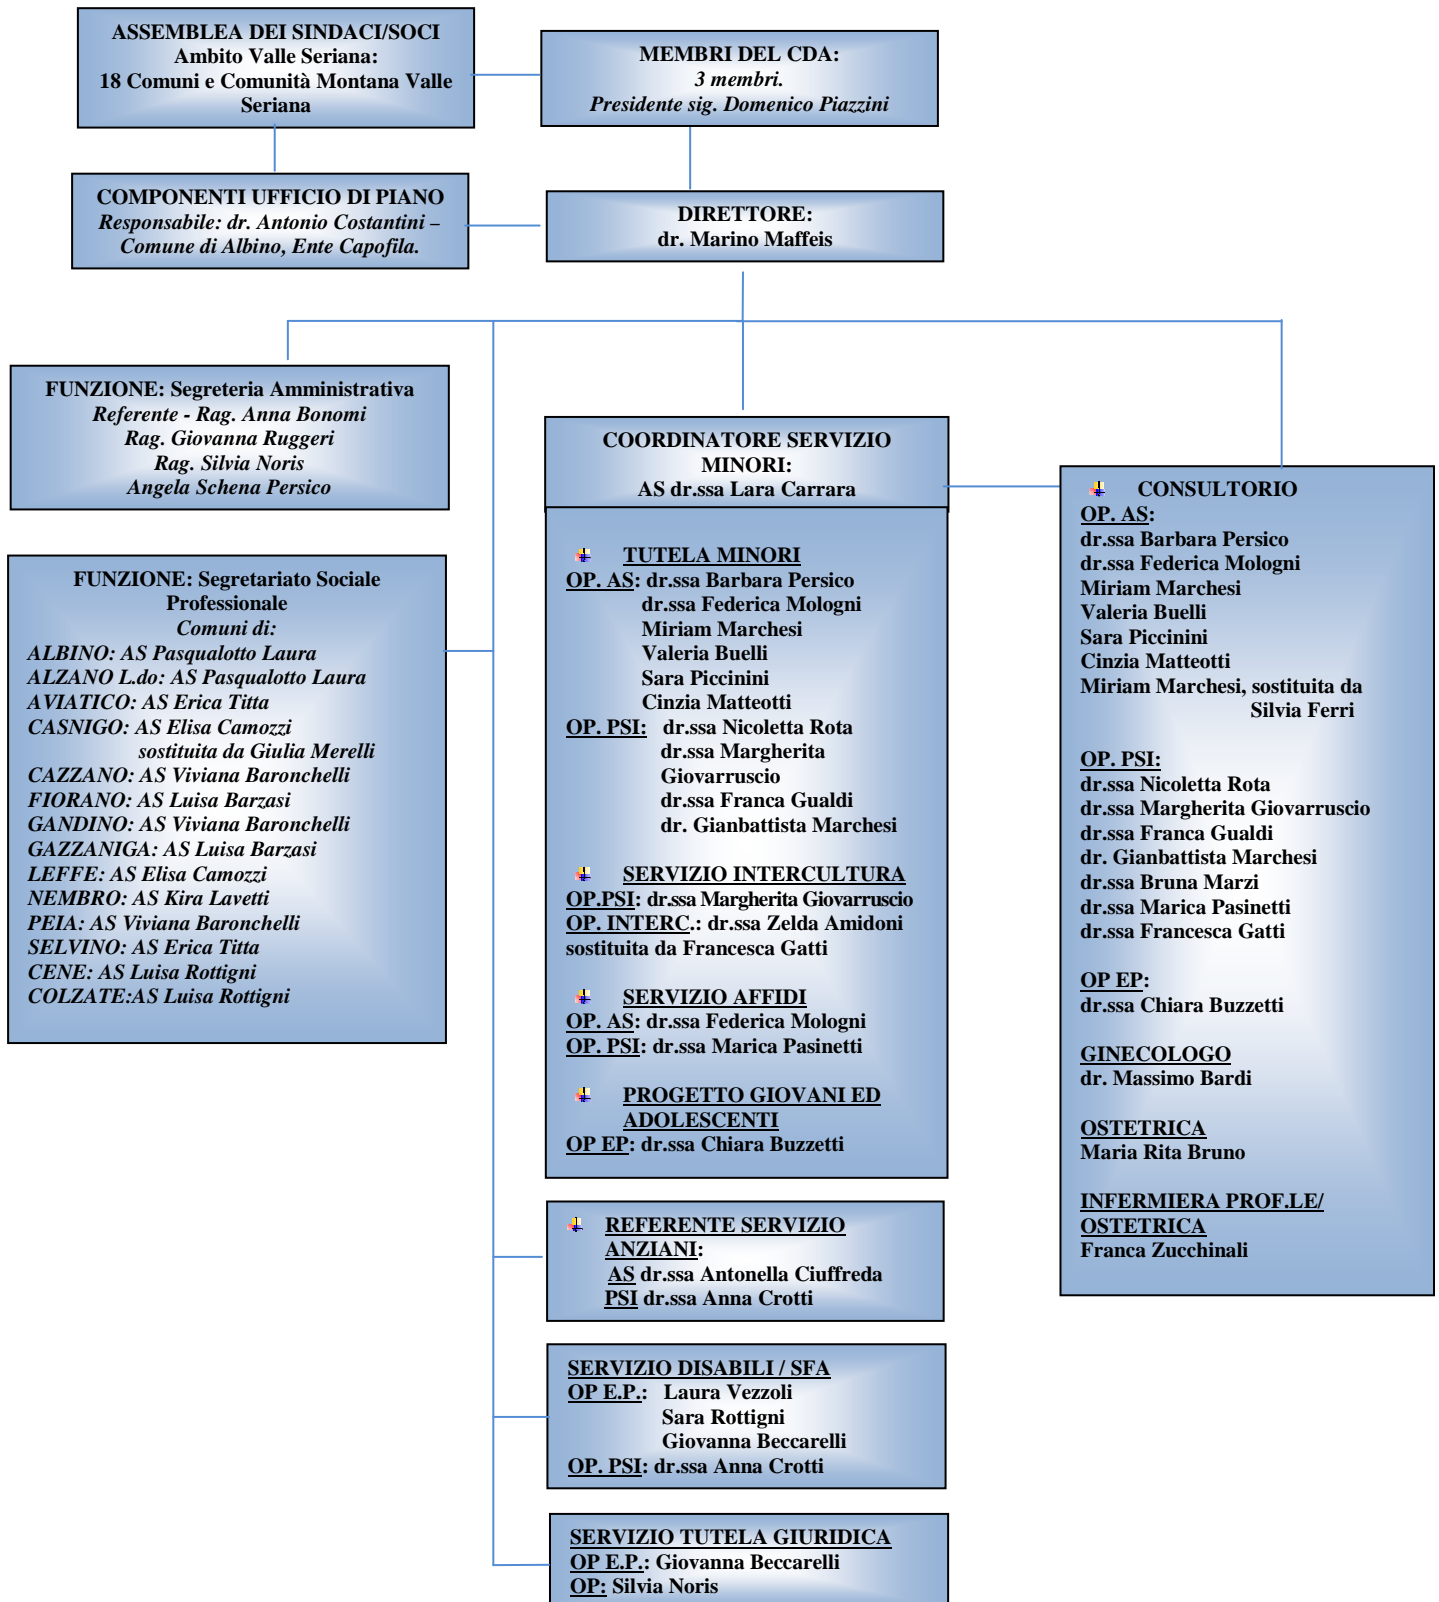 ASSEMBLEA DEI SINDACI/SOCI
Ambito Valle Seriana:
18 Comuni e Comunità Montana Valle
Seriana
MEMBRI DEL CDA:
3 membri.
Presidente sig. Domenico Piazzini
COMPONENTI UFFICIO DI PIANO
Responsabile: dr. Antonio Costantini –
Comune di Albino, Ente Capofila.
DIRETTORE:
dr. Marino Maffeis
FUNZIONE: Segreteria Amministrativa
Referente - Rag. Anna Bonomi
Rag. Giovanna Ruggeri
Rag. Silvia Noris
Angela Schena Persico
FUNZIONE: Segretariato Sociale
Professionale
Comuni di:
ALBINO: AS Pasqualotto Laura
ALZANO L.do: AS Pasqualotto Laura
AVIATICO: AS Erica Titta
CASNIGO: AS Elisa Camozzi
sostituita da Giulia Merelli
CAZZANO: AS Viviana Baronchelli
FIORANO: AS Luisa Barzasi
GANDINO: AS Viviana Baronchelli
GAZZANIGA: AS Luisa Barzasi
LEFFE: AS Elisa Camozzi
NEMBRO: AS Kira Lavetti
PEIA: AS Viviana Baronchelli
SELVINO: AS Erica Titta
CENE: AS Luisa Rottigni
COLZATE:AS Luisa Rottigni
COORDINATORE SERVIZIO
MINORI:
AS dr.ssa Lara Carrara
TUTELA MINORI
OP. AS: dr.ssa Barbara Persico
dr.ssa Federica Mologni
Miriam Marchesi
Valeria Buelli
Sara Piccinini
Cinzia Matteotti
OP. PSI: dr.ssa Nicoletta Rota
dr.ssa Margherita
Giovarruscio
dr.ssa Franca Gualdi
dr. Gianbattista Marchesi
SERVIZIO INTERCULTURA
OP.PSI: dr.ssa Margherita Giovarruscio
OP. INTERC.: dr.ssa Zelda Amidoni
sostituita da Francesca Gatti
SERVIZIO AFFIDI
OP. AS: dr.ssa Federica Mologni
OP. PSI: dr.ssa Marica Pasinetti
PROGETTO GIOVANI ED
ADOLESCENTI
OP EP: dr.ssa Chiara Buzzetti
REFERENTE SERVIZIO
ANZIANI:
AS dr.ssa Antonella Ciuffreda
PSI dr.ssa Anna Crotti
SERVIZIO DISABILI / SFA
OP E.P.: Laura Vezzoli
Sara Rottigni
Giovanna Beccarelli
OP. PSI: dr.ssa Anna Crotti
SERVIZIO TUTELA GIURIDICA
OP E.P.: Giovanna Beccarelli
OP: Silvia Noris
CONSULTORIO
OP. AS:
dr.ssa Barbara Persico
dr.ssa Federica Mologni
Miriam Marchesi
Valeria Buelli
Sara Piccinini
Cinzia Matteotti
Miriam Marchesi, sostituita da
Silvia Ferri
OP. PSI:
dr.ssa Nicoletta Rota
dr.ssa Margherita Giovarruscio
dr.ssa Franca Gualdi
dr. Gianbattista Marchesi
dr.ssa Bruna Marzi
dr.ssa Marica Pasinetti
dr.ssa Francesca Gatti
OP EP:
dr.ssa Chiara Buzzetti
GINECOLOGO
dr. Massimo Bardi
OSTETRICA
Maria Rita Bruno
INFERMIERA PROF.LE/
OSTETRICA
Franca Zucchinali